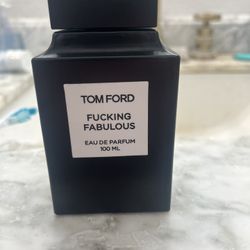 TOM FORD
FUCKING
FABULOUS
EAU DE PARFUM
100 ML